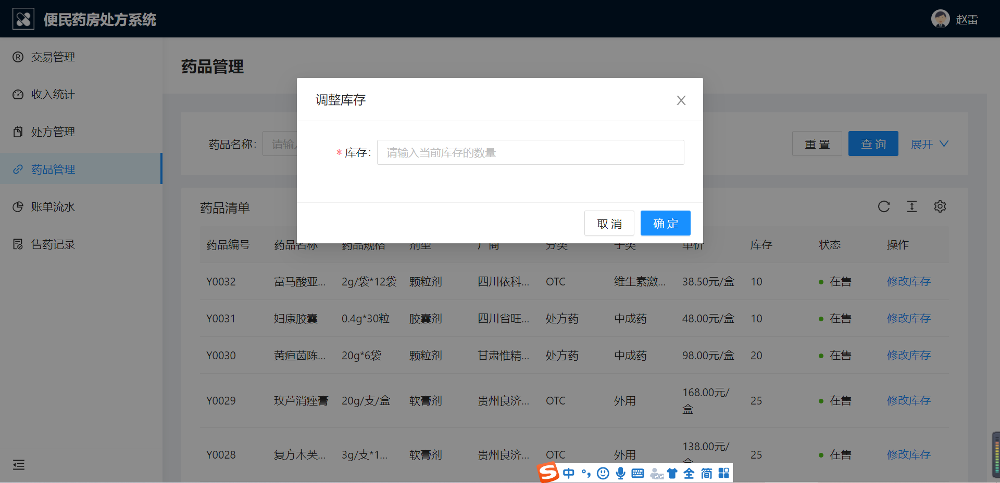 便民药房处方系统
赵雷
交易管理
收入统计
处方管理
药品管理
账单流水
售药记录
药品管理
药品名称:
请输入
重 置
查 询
展开
调整库存
* 库存:
请输入当前库存的数量
取 消
确 定
药品清单
药品编号 药品名称 药品规格 剂型 厂商 分类 子类 单价 库存 状态 操作
Y0032 富马酸亚... 2g/袋*12袋 颗粒剂 四川依科... OTC 维生素激... 38.50元/盒 10 在售 修改库存
Y0031 妇康胶囊 0.4g*30粒 胶囊剂 四川省旺... 处方药 中成药 48.00元/盒 10 在售 修改库存
Y0030 黄疸茵陈... 20g*6袋 颗粒剂 甘肃惟精... 处方药 中成药 98.00元/盒 20 在售 修改库存
Y0029 玫芦消痤膏 20g/支/盒 软膏剂 贵州良济... OTC 外用 168.00元/盒 25 在售 修改库存
Y0028 复方木芙... 3g/支*1... 软膏剂 贵州良济... OTC 外用 138.00元/盒 25 在售 修改库存
S 中 全 简